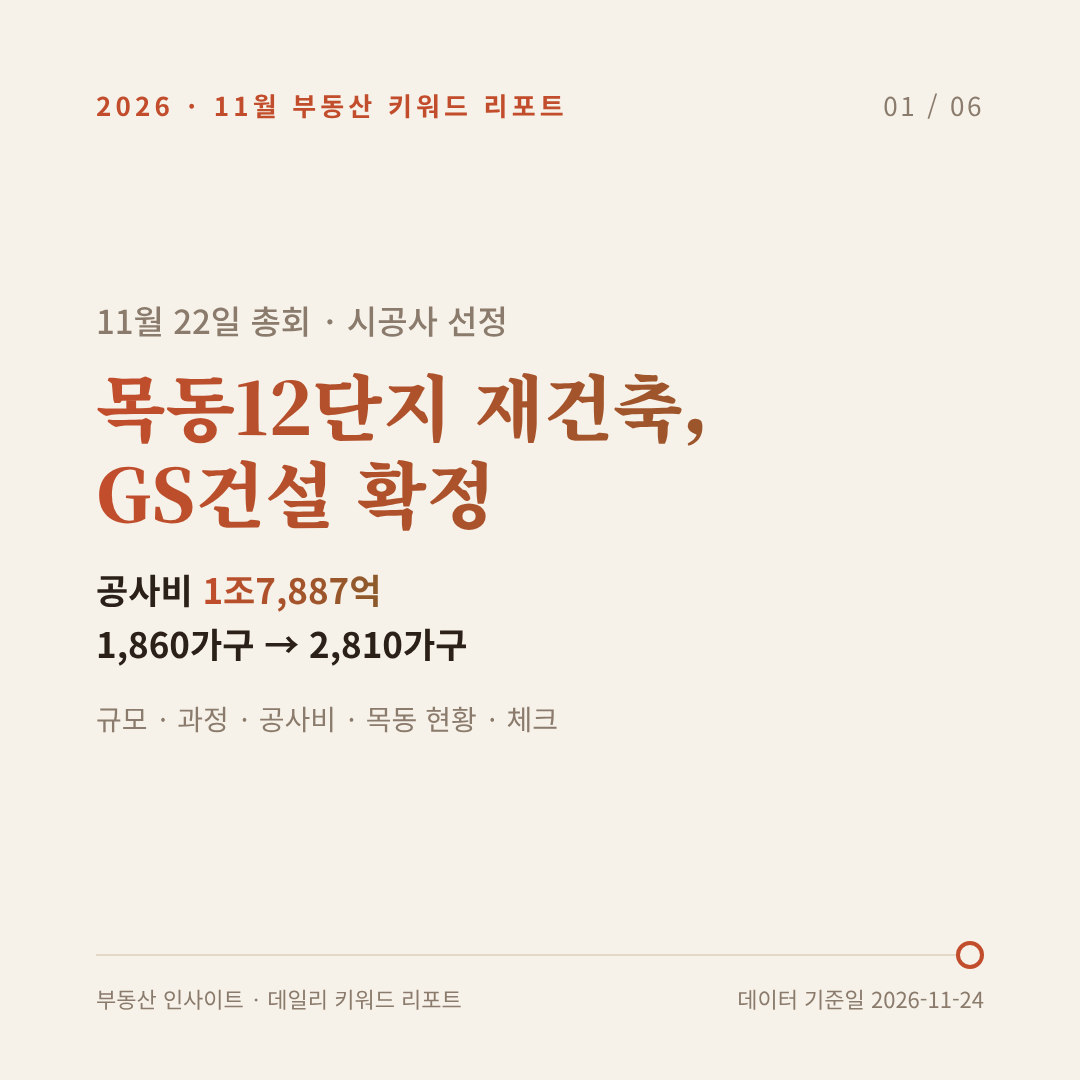 2026 · 11월 부동산 키워드 리포트
01 / 06
11월 22일 총회 · 시공사 선정
목동12단지 재건축,
GS건설 확정
공사비 1조7,887억
1,860가구 → 2,810가구
규모 · 과정 · 공사비 · 목동 현황 · 체크
부동산 인사이트 · 데일리 키워드 리포트
데이터 기준일 2026-11-24